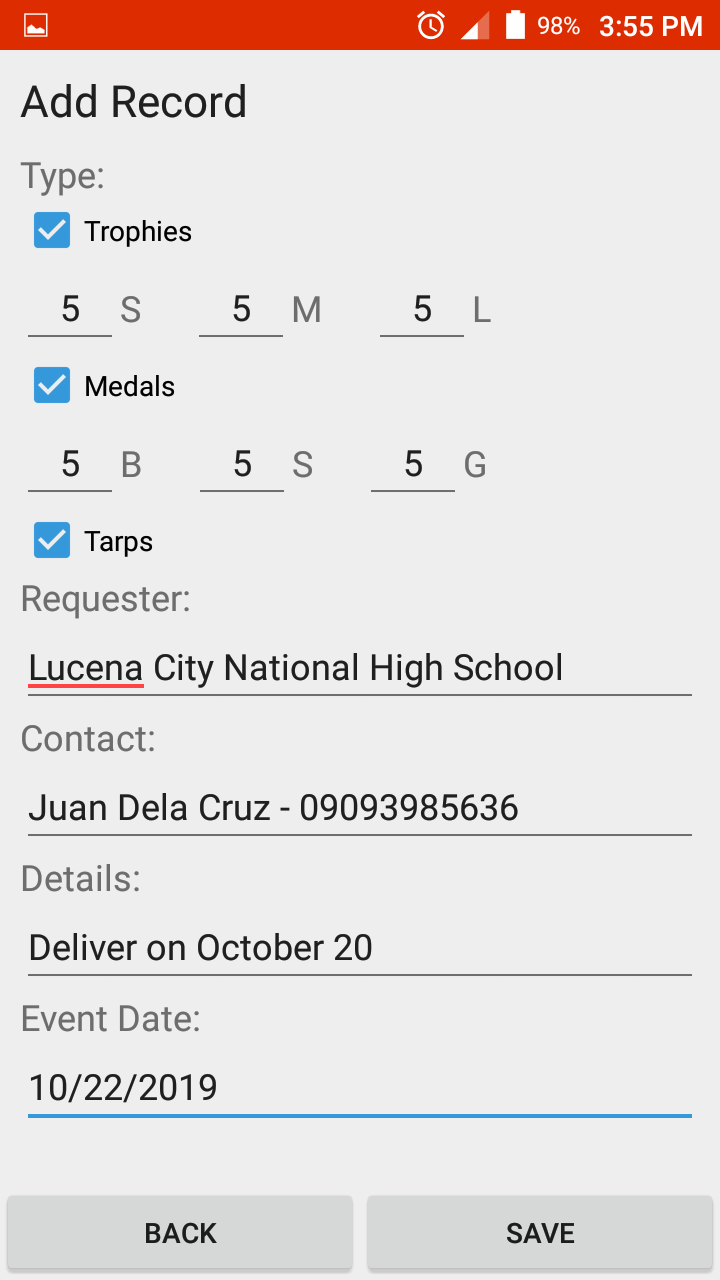 98% 3:55 PM
Add Record
Type:
Trophies
5 S 5 M 5 L
Medals
5 B 5 S 5 G
Tarps
Requester:
Lucena City National High School
Contact:
Juan Dela Cruz - 09093985636
Details:
Deliver on October 20
Event Date:
10/22/2019
BACK SAVE